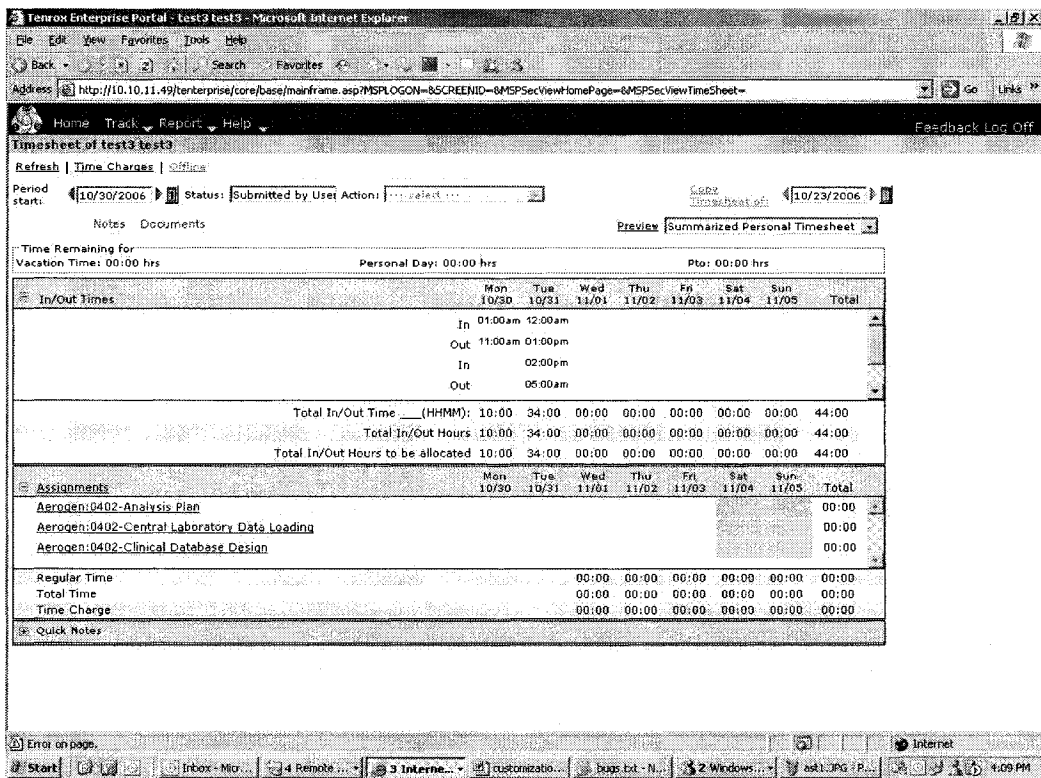 Tenrox Enterprise Portal - test3 test3 - Microsoft Internet Explorer
File Edit View Favorites Tools Help
Back Search Favorites
Address http://10.10.11.49/tenterprise/core/base/mainframe.asp?MSPLOGON=&SCREENID=&MSPSecViewHomePage=&MSPSecViewTimeSheet= Go Links »
Home Track Report Help Feedback Log Off
Timesheet of test3 test3
Refresh | Time Charges | Offline
Period start: 10/30/2006 Status: Submitted by User Action: --- select --- Copy Timesheet of: 10/23/2006
Notes Documents Preview Summarized Personal Timesheet
Time Remaining for
Vacation Time: 00:00 hrs Personal Day: 00:00 hrs Pto: 00:00 hrs
Mon Tue Wed Thu Fri Sat Sun
In/Out Times 10/30 10/31 11/01 11/02 11/03 11/04 11/05 Total
In 01:00am 12:00am
Out 11:00am 01:00pm
In 02:00pm
Out 05:00am
Total In/Out Time ___(HHMM): 10:00 34:00 00:00 00:00 00:00 00:00 00:00 44:00
Total In/Out Hours 10:00 34:00 00:00 00:00 00:00 00:00 00:00 44:00
Total In/Out Hours to be allocated 10:00 34:00 00:00 00:00 00:00 00:00 00:00 44:00
Mon Tue Wed Thu Fri Sat Sun
Assignments 10/30 10/31 11/01 11/02 11/03 11/04 11/05 Total
Aerogen:0402-Analysis Plan 00:00
Aerogen:0402-Central Laboratory Data Loading 00:00
Aerogen:0402-Clinical Database Design 00:00
Regular Time 00:00 00:00 00:00 00:00 00:00 00:00
Total Time 00:00 00:00 00:00 00:00 00:00 00:00
Time Charge 00:00 00:00 00:00 00:00 00:00 00:00
Quick Notes
Error on page. Internet
Start Inbox - Micr... 4 Remote ... 3 Interne... customizatio... bugs.txt - N... 2 Windows... ast1.JPG - P... 4:09 PM